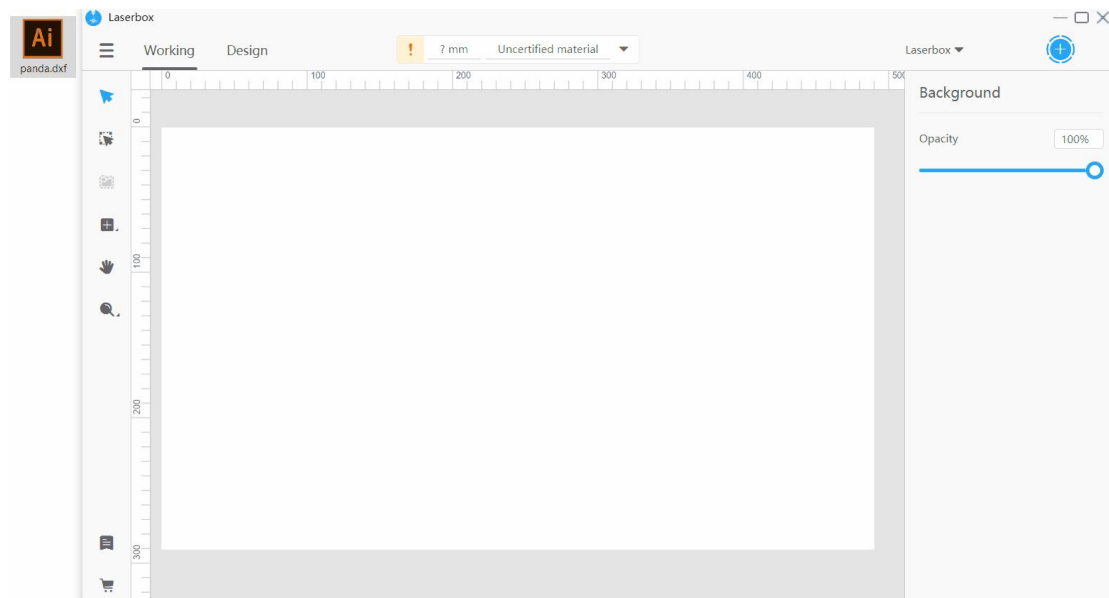 Ai
panda.dxf
Laserbox
Working Design ! ? mm Uncertified material Laserbox
0 100 200 300 400 500
Background
Opacity 100%
0
100
200
300